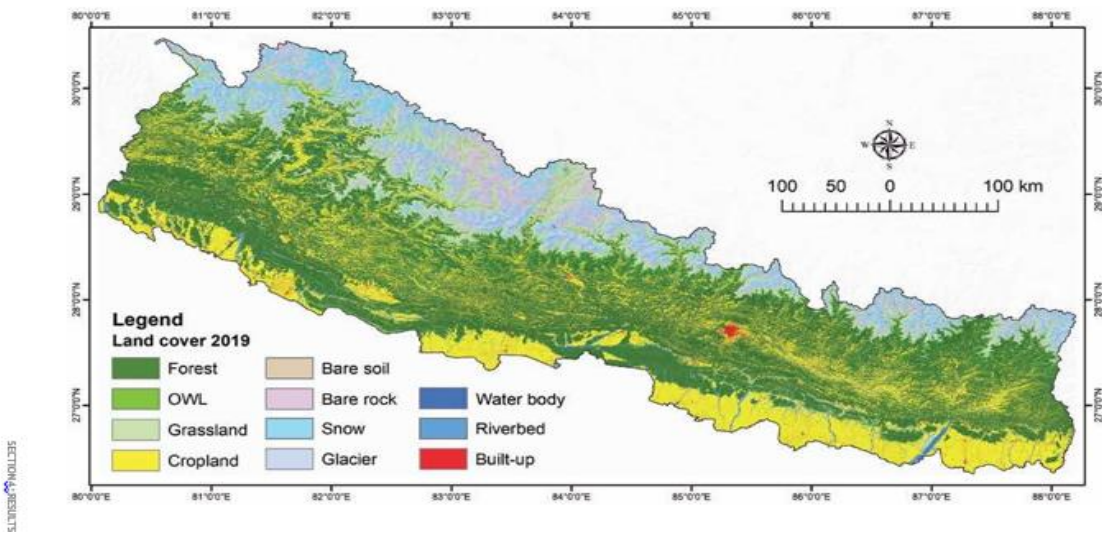 80°0'0"E 81°0'0"E 82°0'0"E 83°0'0"E 84°0'0"E 85°0'0"E 86°0'0"E 87°0'0"E 88°0'0"E
30°0'0"N 30°0'0"N
N
W E
S
100 50 0 100 km
29°0'0"N 29°0'0"N
28°0'0"N 28°0'0"N
Legend
Land cover 2019
Forest Bare soil
OWL Bare rock Water body
Grassland Snow Riverbed
Cropland Glacier Built-up
27°0'0"N 27°0'0"N
80°0'0"E 81°0'0"E 82°0'0"E 83°0'0"E 84°0'0"E 85°0'0"E 86°0'0"E 87°0'0"E 88°0'0"E
RESULTS